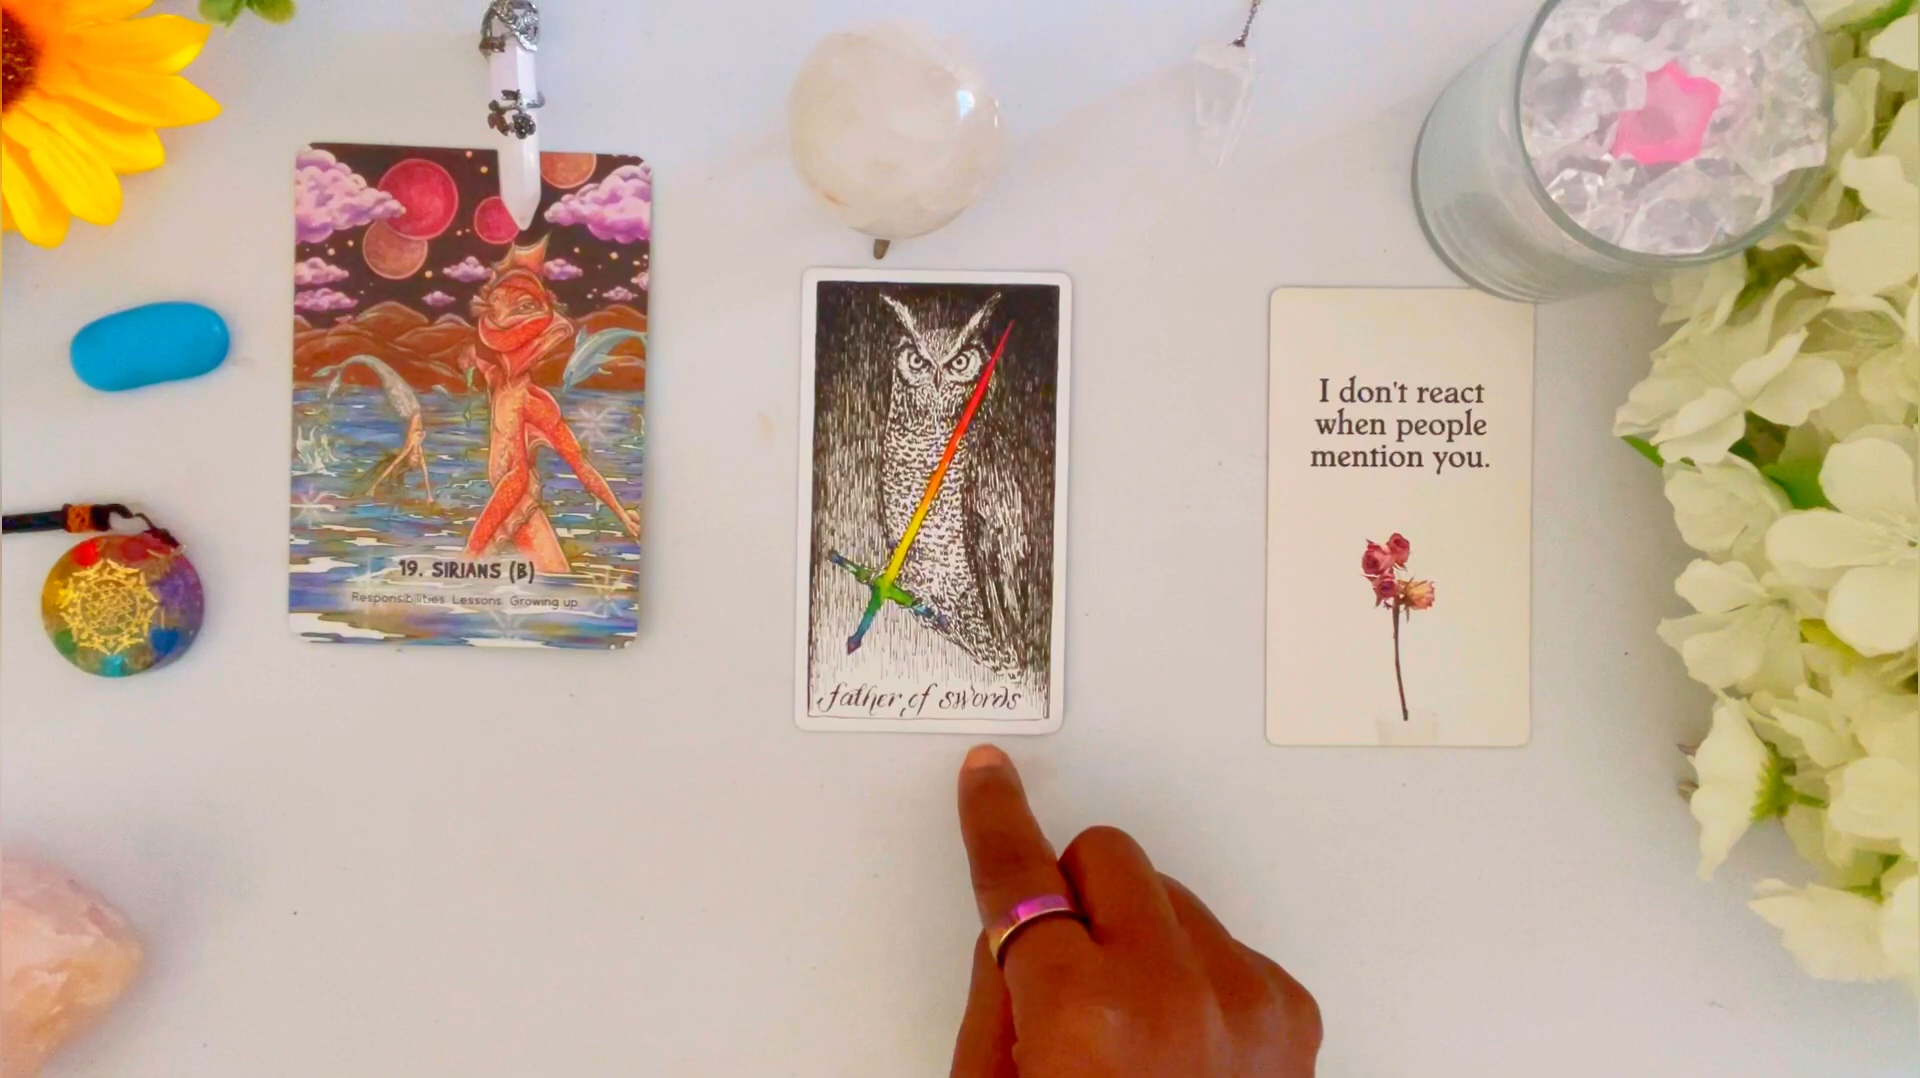 19. SIRIANS (B)
Responsibilities Lessons Growing up
father of swords
I don't react
when people
mention you.